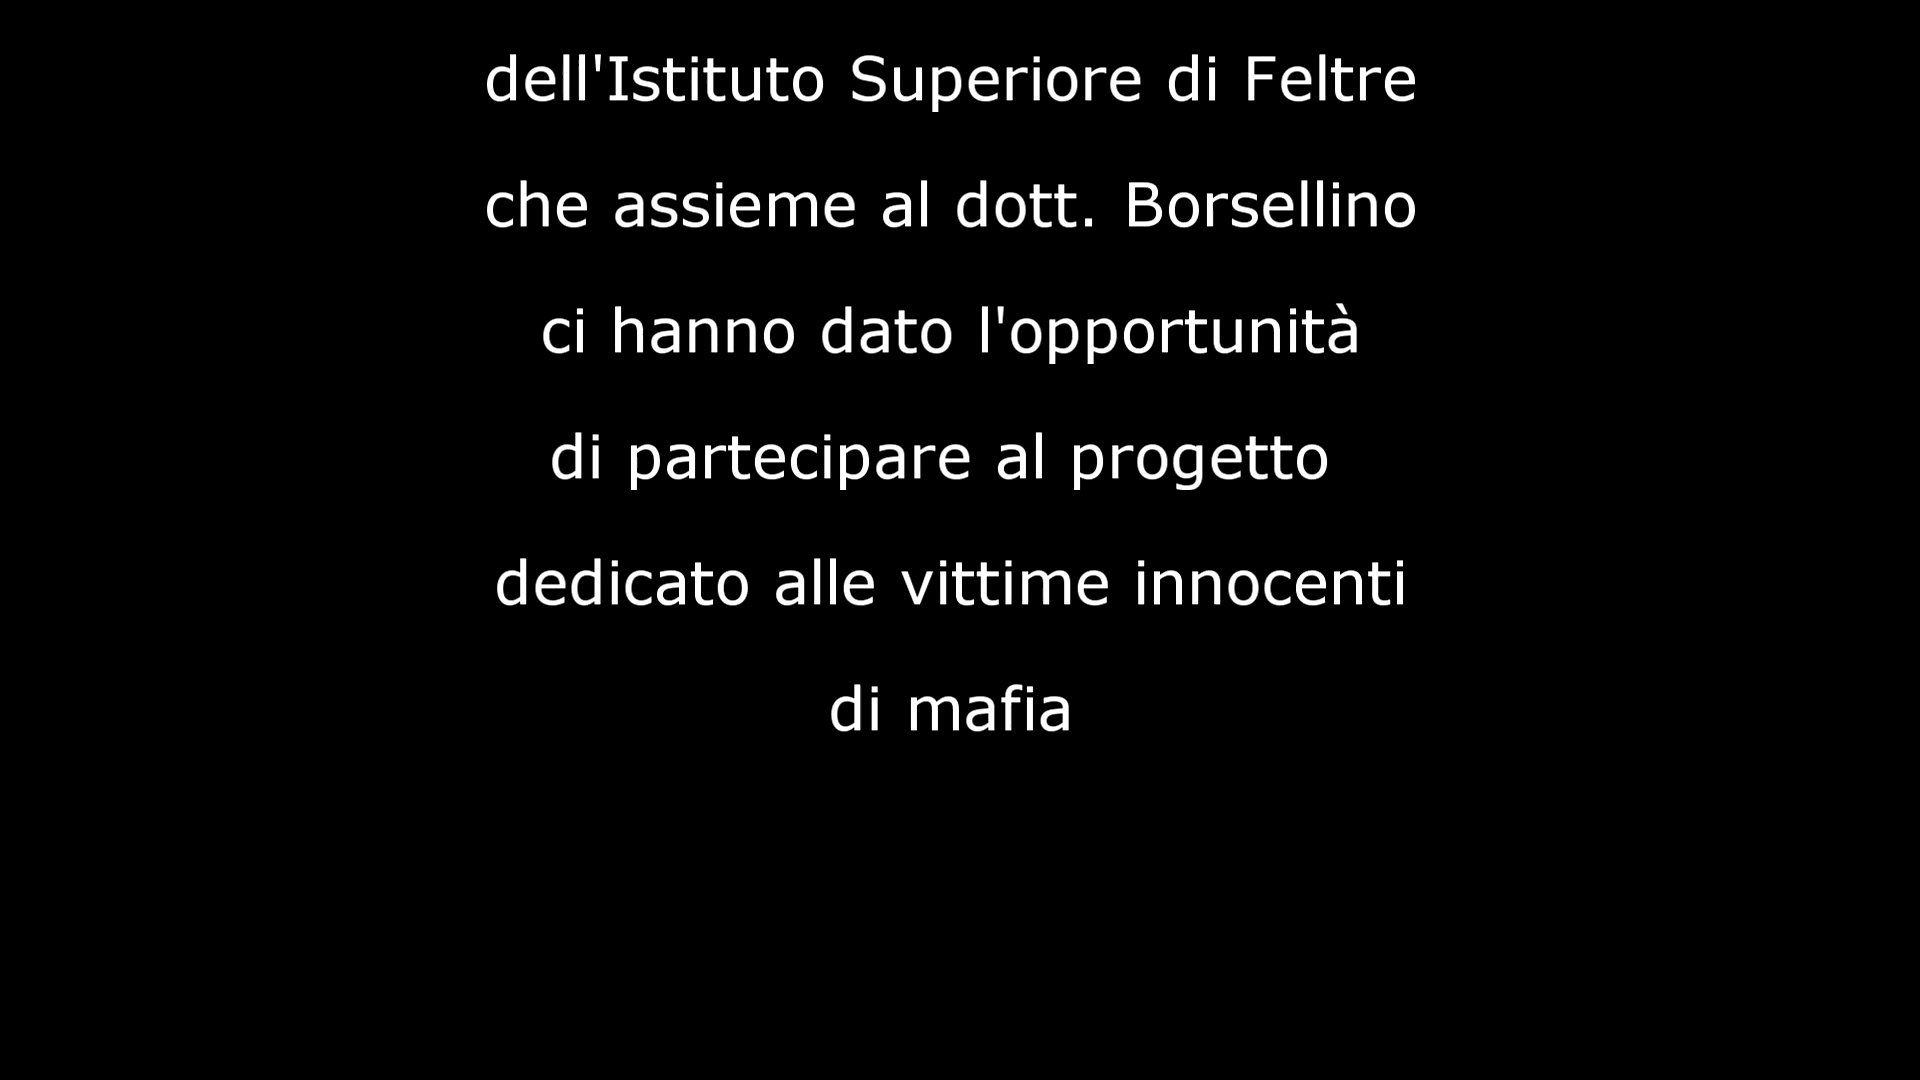 dell'Istituto Superiore di Feltre
che assieme al dott. Borsellino
ci hanno dato l'opportunità
di partecipare al progetto
dedicato alle vittime innocenti
di mafia